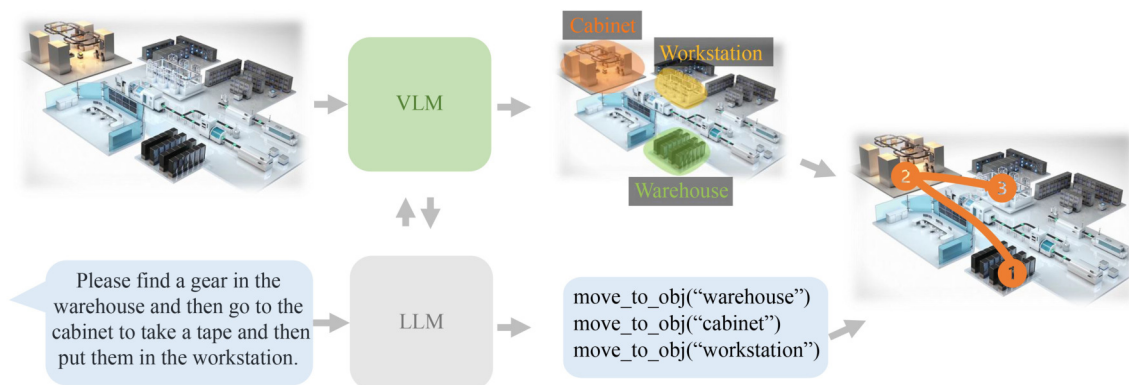 Cabinet
Workstation
VLM
Warehouse
2
3
1
Please find a gear in the
warehouse and then go to the
cabinet to take a tape and then
put them in the workstation.
LLM
move_to_obj(“warehouse”)
move_to_obj(“cabinet”)
move_to_obj(“workstation”)